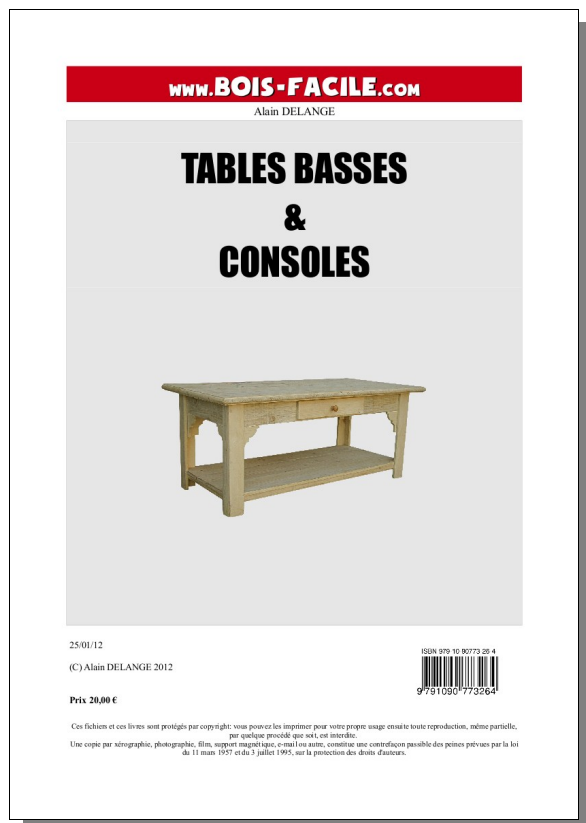 www.BOIS-FACILE.com
Alain DELANGE
TABLES BASSES
&
CONSOLES
25/01/12
(C) Alain DELANGE 2012
Prix 20,00 €
ISBN 979 10 90773 26 4
9 791090 773264
Ces fichiers et ces livres sont protégés par copyright: vous pouvez les imprimer pour votre propre usage ensuite toute reproduction, même partielle,
par quelque procédé que soit, est interdite.
Une copie par xérographie, photographie, film, support magnétique, e-mail ou autre, constitue une contrefaçon passible des peines prévues par la loi
du 11 mars 1957 et du 3 juillet 1995, sur la protection des droits d'auteurs.